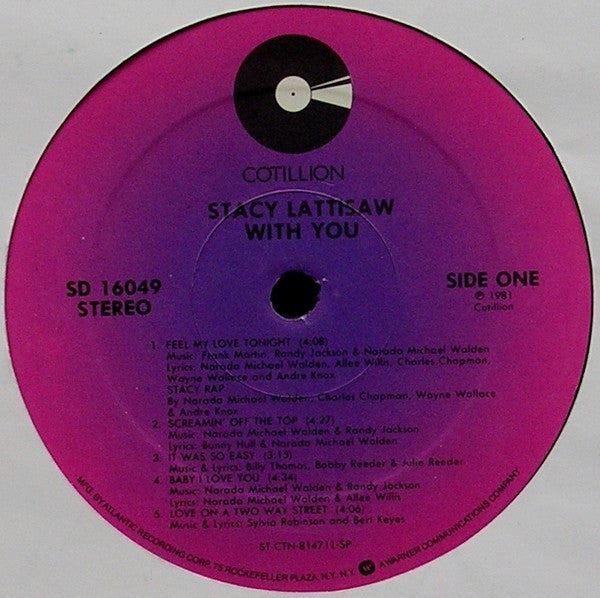 COTILLION
STACY LATTISAW
WITH YOU
SD 16049
STEREO
SIDE ONE
℗ 1981
Cotillion
1. FEEL MY LOVE TONIGHT (4:08)
Music: Frank Martin, Randy Jackson & Narada Michael Walden
Lyrics: Narada Michael Walden, Allee Willis, Charles Chapman,
Wayne Wallace and Andre Knox
STACY RAP
By Narada Michael Walden, Charles Chapman, Wayne Wallace
& Andre Knox
2. SCREAMIN' OFF THE TOP (4:27)
Music: Narada Michael Walden & Randy Jackson
Lyrics: Bunny Hull & Narada Michael Walden
3. IT WAS SO EASY (3:15)
Music & Lyrics: Billy Thomas, Bobby Reeder & Julie Reeder
4. BABY I LOVE YOU (4:34)
Music: Narada Michael Walden & Randy Jackson
Lyrics: Narada Michael Walden & Allee Willis
5. LOVE ON A TWO WAY STREET (4:06)
Music & Lyrics: Sylvia Robinson and Bert Keyes
ST-CTN-814711-SP
MFG. BY ATLANTIC RECORDING CORP. 75 ROCKEFELLER PLAZA, N.Y. N.Y. A WARNER COMMUNICATIONS COMPANY